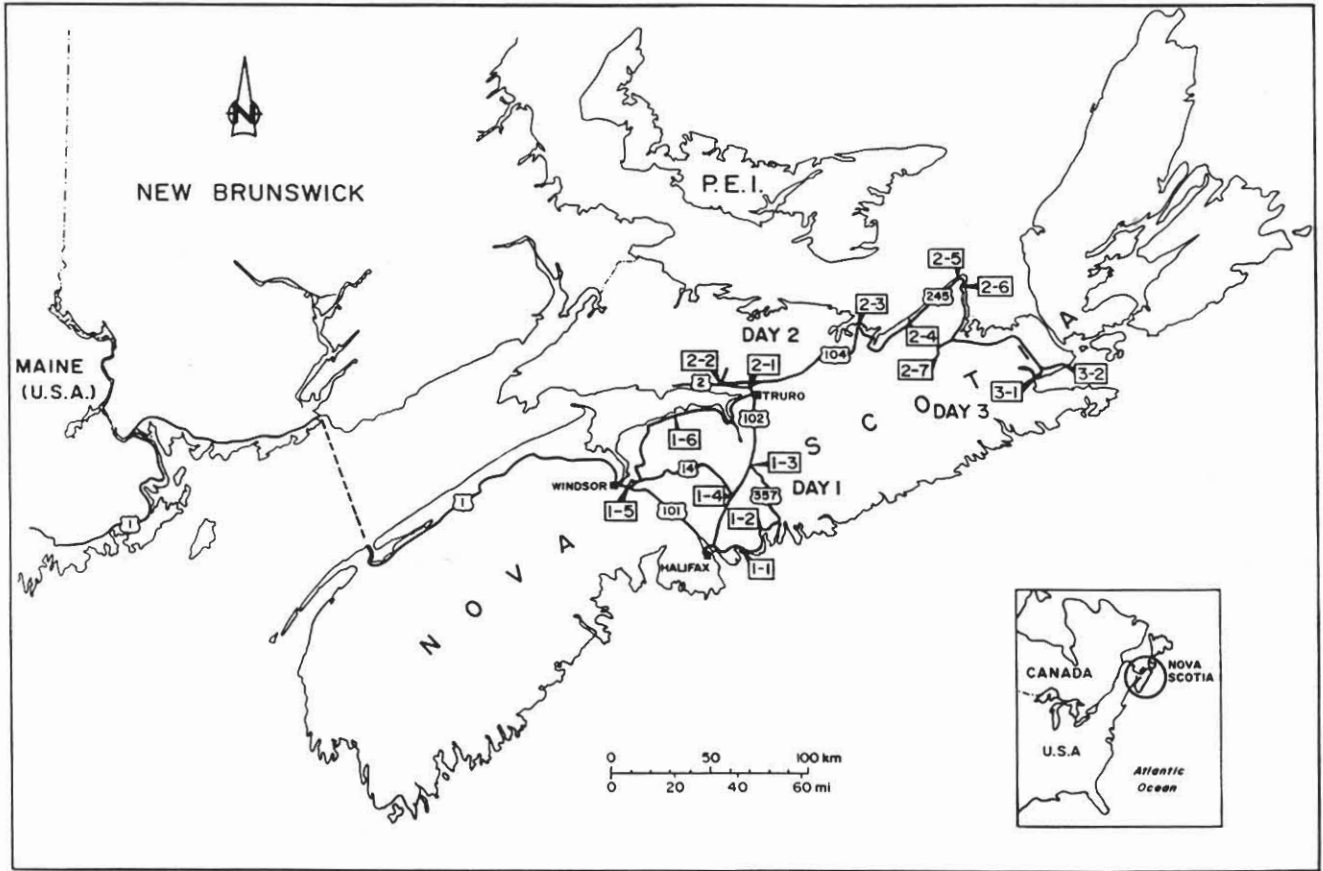 N
NEW BRUNSWICK
P.E.I.
MAINE
(U.S.A.)
2-5
2-6
245
2-3
DAY 2
2-4
104
2-2
2-1
2
2-7
3-2
3-1
TRURO
102
DAY 3
1-6
1-3
14
WINDSOR
1-4
357
DAY 1
1-5
101
1-2
1
1
HALIFAX
1-1
NOVA SCOTIA
CANADA
NOVA
SCOTIA
U.S.A
Atlantic
Ocean
0 50 100 km
0 20 40 60 mi